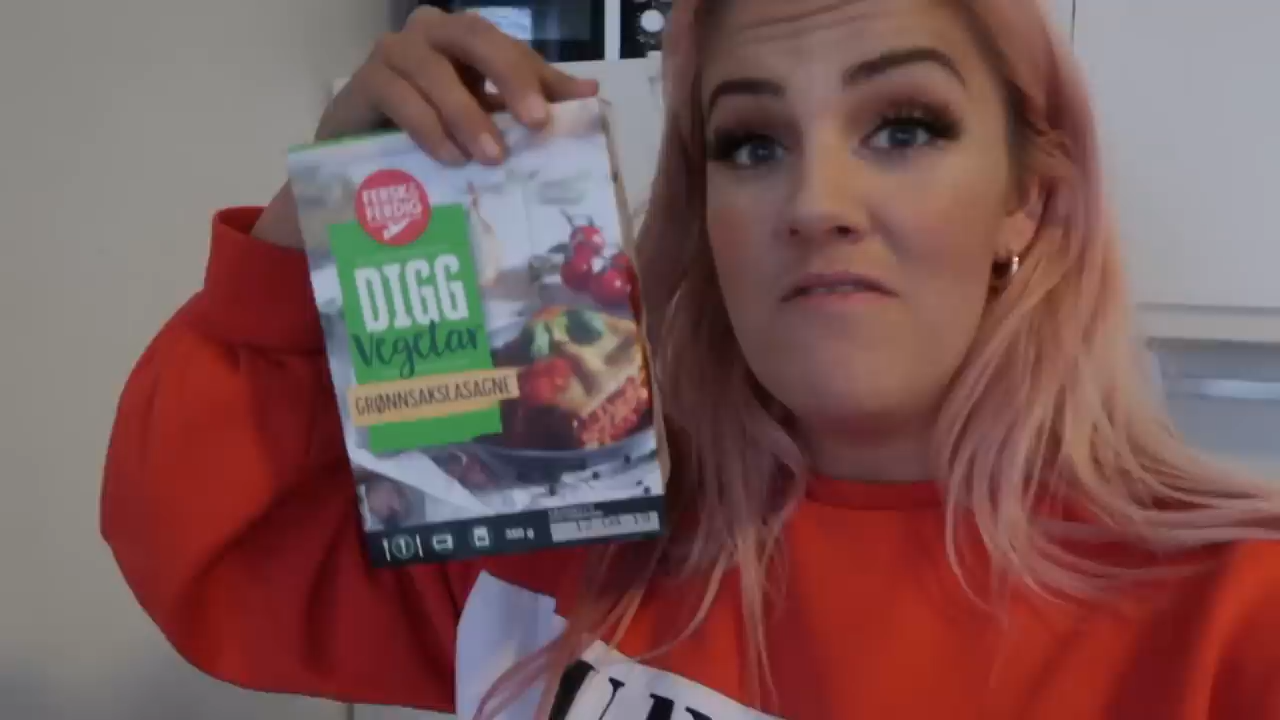 FERSK &
FERDIG
DIGG
Vegetar
GRØNNSAKSLASAGNE